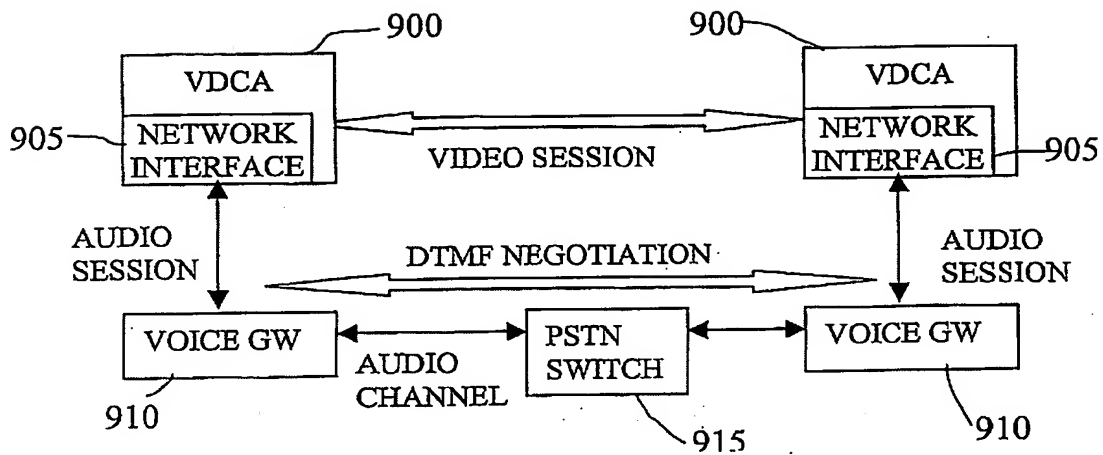 900
900
VDCA
VDCA
905
NETWORK
INTERFACE
VIDEO SESSION
NETWORK
INTERFACE
905
AUDIO
SESSION
DTMF NEGOTIATION
AUDIO
SESSION
VOICE GW
AUDIO
CHANNEL
PSTN
SWITCH
VOICE GW
910
915
910